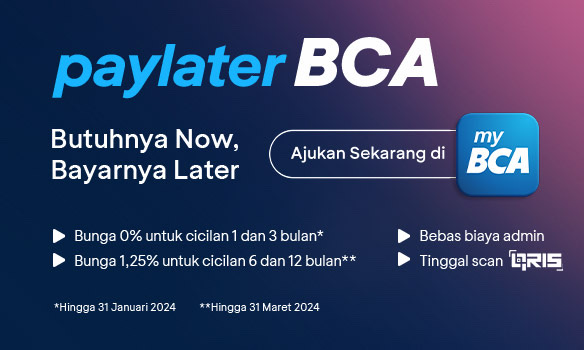 paylater BCA
Butuhnya Now,
Bayarnya Later
Ajukan Sekarang di
my
BCA
Bunga 0% untuk cicilan 1 dan 3 bulan*
Bunga 1,25% untuk cicilan 6 dan 12 bulan**
Bebas biaya admin
Tinggal scan QRIS
*Hingga 31 Januari 2024
**Hingga 31 Maret 2024